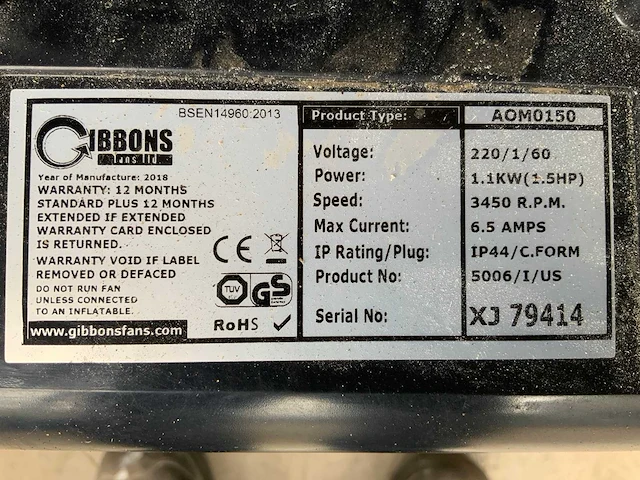 BSEN14960:2013
GIBBONS
Fans ltd
Year of Manufacture: 2018
WARRANTY: 12 MONTHS
STANDARD PLUS 12 MONTHS
EXTENDED IF EXTENDED
WARRANTY CARD ENCLOSED
IS RETURNED.
WARRANTY VOID IF LABEL
REMOVED OR DEFACED
DO NOT RUN FAN
UNLESS CONNECTED
TO AN INFLATABLE.
www.gibbonsfans.com
CE
TUV GS
RoHS
Product Type: AOM0150
Voltage: 220/1/60
Power: 1.1KW(1.5HP)
Speed: 3450 R.P.M.
Max Current: 6.5 AMPS
IP Rating/Plug: IP44/C.FORM
Product No: 5006/I/US
Serial No: XJ 79414